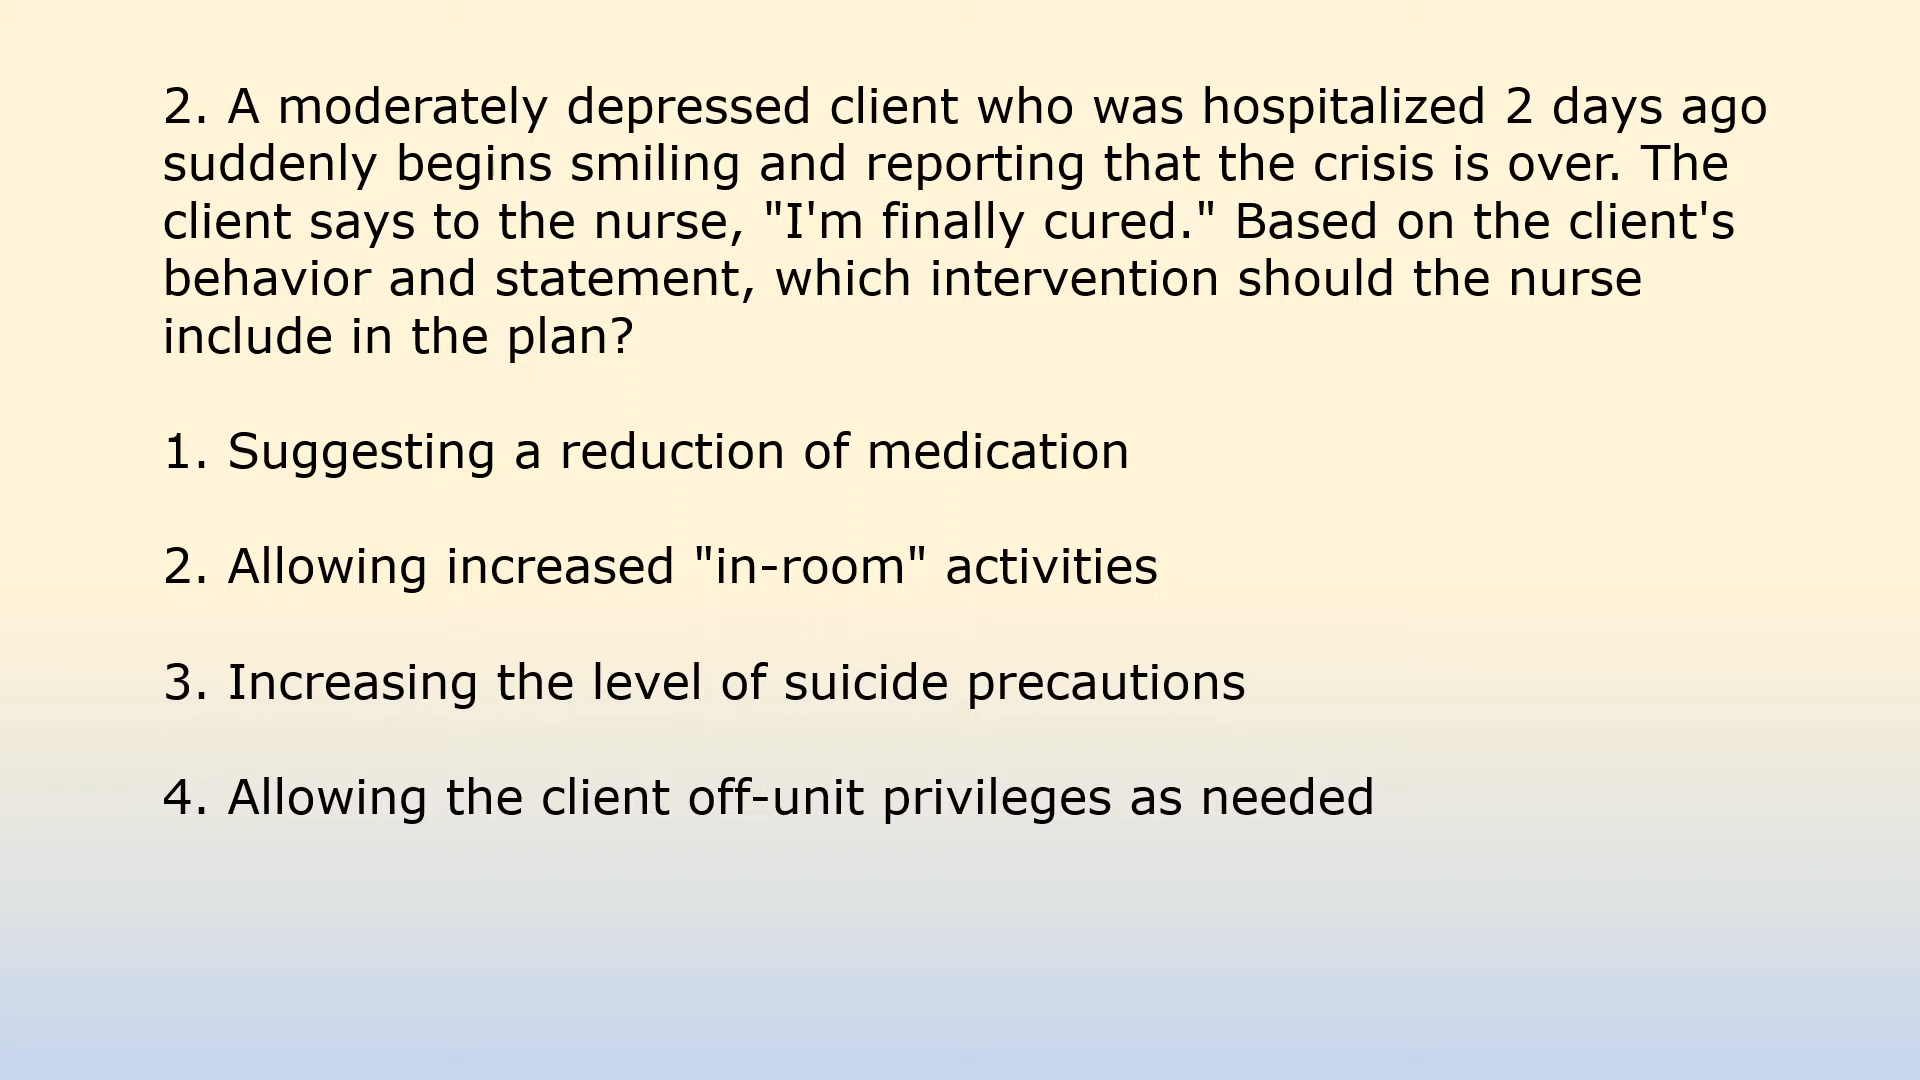 2. A moderately depressed client who was hospitalized 2 days ago
suddenly begins smiling and reporting that the crisis is over. The
client says to the nurse, "I'm finally cured." Based on the client's
behavior and statement, which intervention should the nurse
include in the plan?
1. Suggesting a reduction of medication
2. Allowing increased "in-room" activities
3. Increasing the level of suicide precautions
4. Allowing the client off-unit privileges as needed